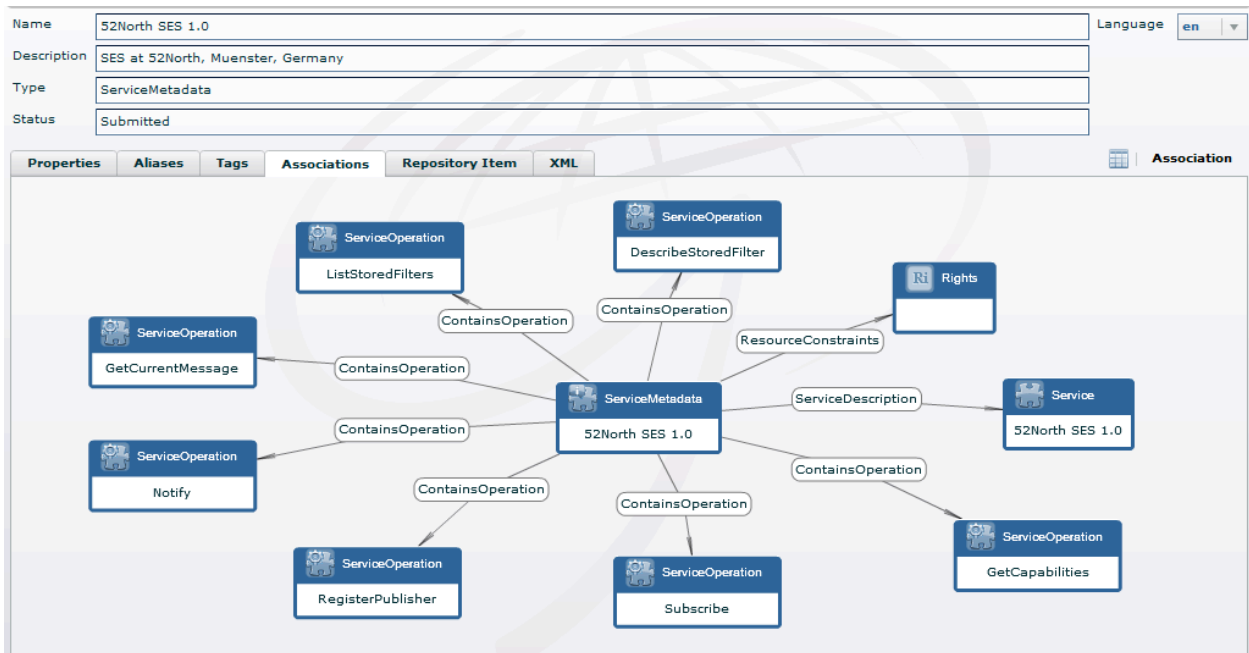 Name 52North SES 1.0 Language en
Description SES at 52North, Muenster, Germany
Type ServiceMetadata
Status Submitted
Properties Aliases Tags Associations Repository Item XML Association
ServiceOperation
DescribeStoredFilter
ServiceOperation
ListStoredFilters
Ri Rights
ContainsOperation
ContainsOperation
ResourceConstraints
ServiceOperation
GetCurrentMessage
ContainsOperation
ServiceMetadata
52North SES 1.0
ServiceDescription
Service
52North SES 1.0
ContainsOperation
ServiceOperation
Notify
ContainsOperation
ContainsOperation
ContainsOperation
ServiceOperation
GetCapabilities
ServiceOperation
RegisterPublisher
ServiceOperation
Subscribe